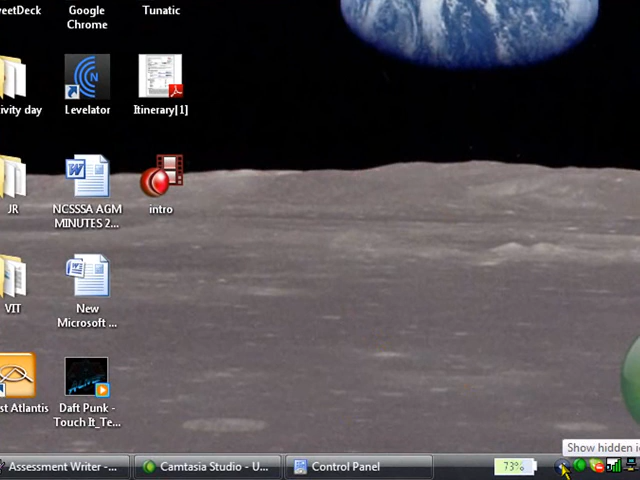 eetDeck
Google
Chrome
Tunatic
ivity day
Levelator
Itinerary[1]
JR
NCSSSA AGM
MINUTES 2...
intro
VIT
New
Microsoft ...
st Atlantis
Daft Punk -
Touch It_Te...
Show hidden i
Assessment Writer -...
Camtasia Studio - U...
Control Panel
73%